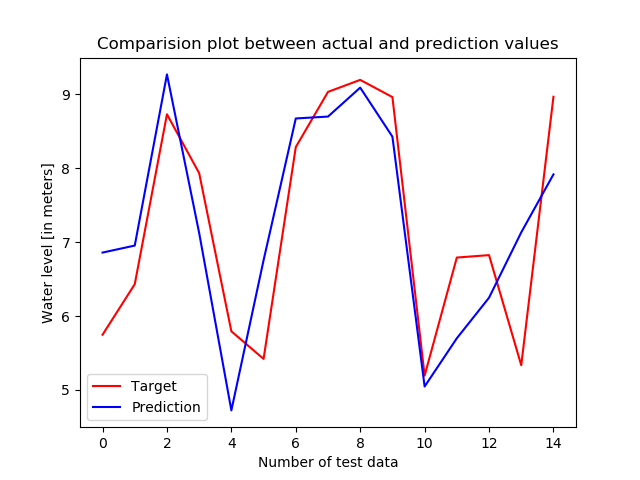 Comparision plot between actual and prediction values
Water level [in meters]
9
8
7
6
5
Target
Prediction
0 2 4 6 8 10 12 14
Number of test data